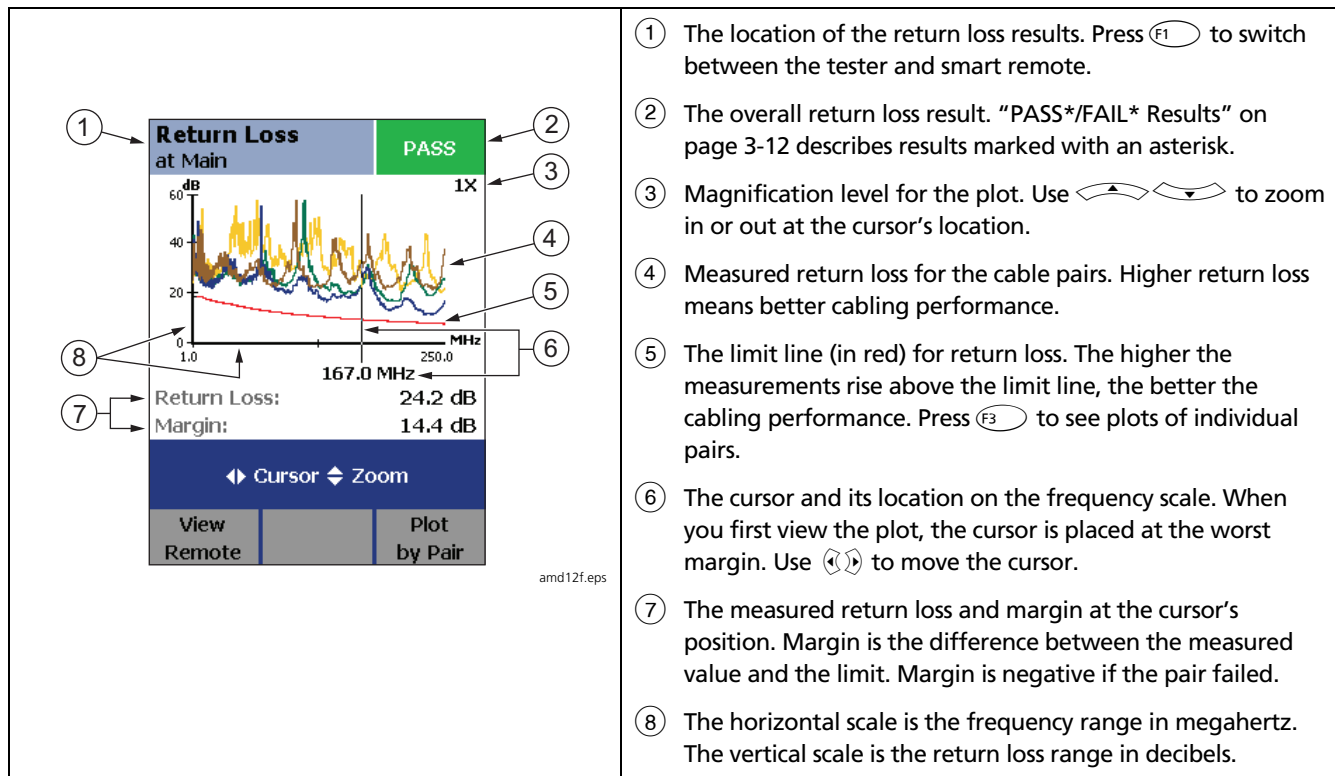 1
Return Loss
at Main
PASS
2
1X
3
dB
60
40
20
0
4
5
1.0
MHz
250.0
167.0 MHz
6
8
7
Return Loss:
24.2 dB
Margin:
14.4 dB
Cursor Zoom
View
Remote
Plot
by Pair
amd12f.eps
1 The location of the return loss results. Press F1 to switch
between the tester and smart remote.
2 The overall return loss result. “PASS*/FAIL* Results” on
page 3-12 describes results marked with an asterisk.
3 Magnification level for the plot. Use to zoom
in or out at the cursor’s location.
4 Measured return loss for the cable pairs. Higher return loss
means better cabling performance.
5 The limit line (in red) for return loss. The higher the
measurements rise above the limit line, the better the
cabling performance. Press F3 to see plots of individual
pairs.
6 The cursor and its location on the frequency scale. When
you first view the plot, the cursor is placed at the worst
margin. Use to move the cursor.
7 The measured return loss and margin at the cursor’s
position. Margin is the difference between the measured
value and the limit. Margin is negative if the pair failed.
8 The horizontal scale is the frequency range in megahertz.
The vertical scale is the return loss range in decibels.